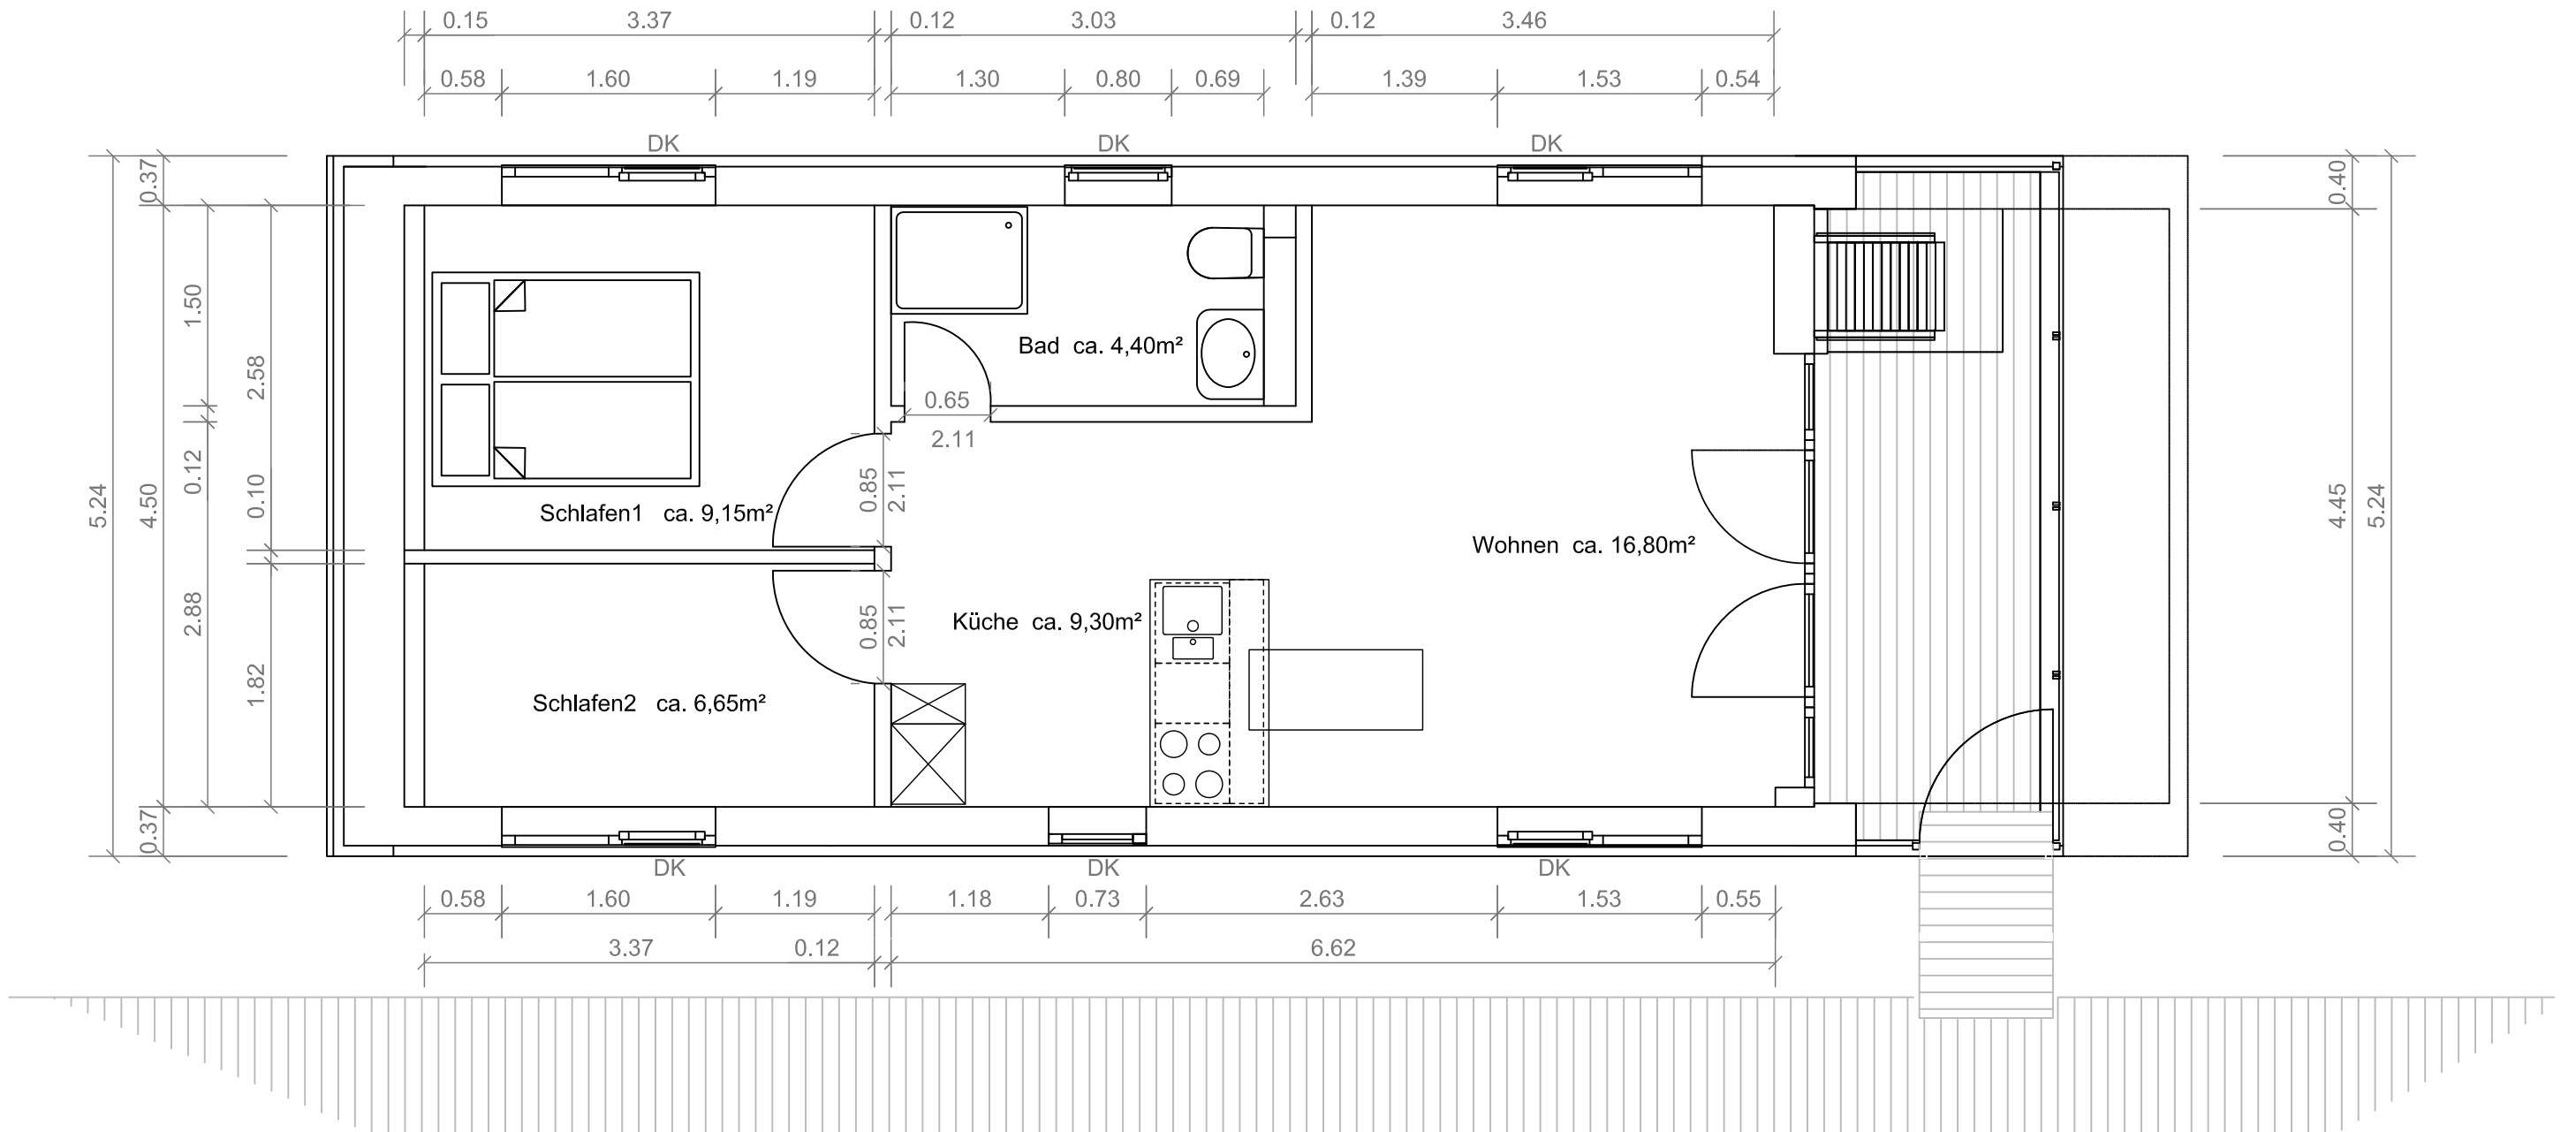 0.15 3.37 0.12 3.03 0.12 3.46
0.58 1.60 1.19 1.30 0.80 0.69 1.39 1.53 0.54
DK DK DK
5.24
0.37
4.50
0.37
1.50
0.12
2.88
2.58
0.10
1.82
Bad ca. 4,40m²
0.65
2.11
Schlafen1 ca. 9,15m²
0.85
2.11
Wohnen ca. 16,80m²
Küche ca. 9,30m²
0.85
2.11
Schlafen2 ca. 6,65m²
0.40
4.45
0.40
5.24
DK DK DK
0.58 1.60 1.19 1.18 0.73 2.63 1.53 0.55
3.37 0.12 6.62